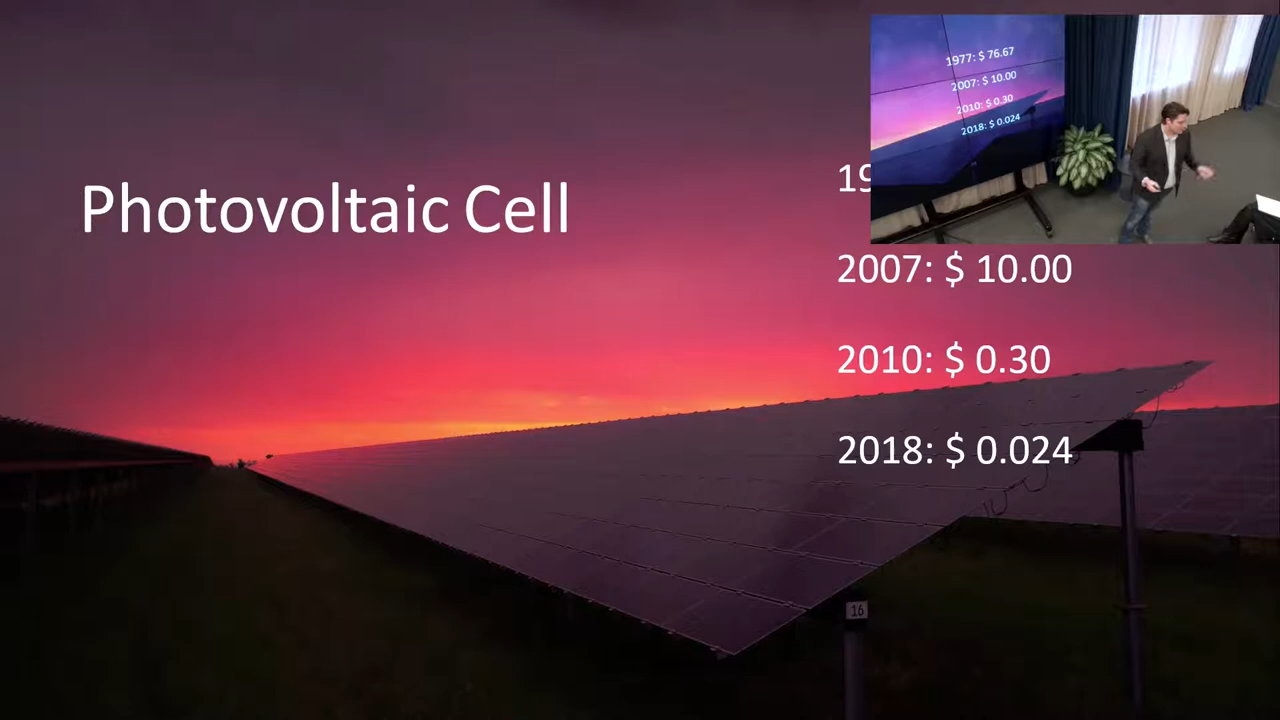 Photovoltaic Cell
19
2007: $ 10.00
2010: $ 0.30
2018: $ 0.024
1977: $ 76.67
2007: $ 10.00
2010: $ 0.30
2018: $ 0.024
16